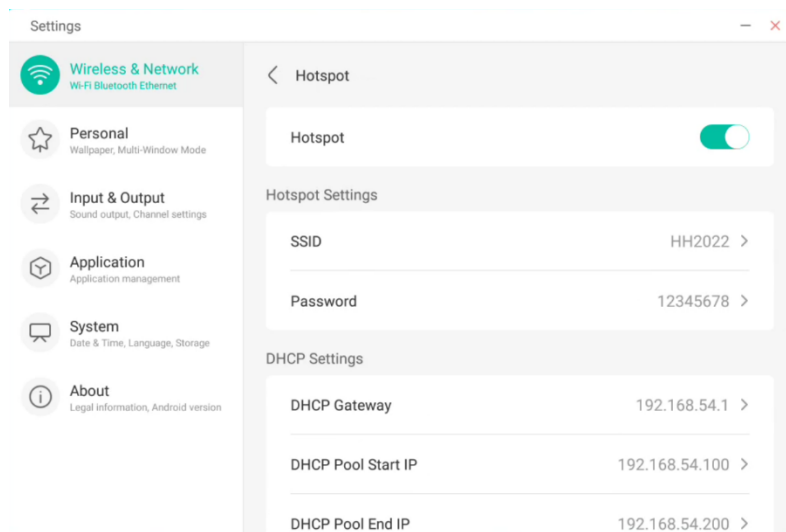 Settings
Wireless & Network
Wi-Fi Bluetooth Ethernet
Personal
Wallpaper, Multi-Window Mode
Input & Output
Sound output, Channel settings
Application
Application management
System
Date & Time, Language, Storage
About
Legal information, Android version
Hotspot
Hotspot
Hotspot Settings
SSID HH2022
Password 12345678
DHCP Settings
DHCP Gateway 192.168.54.1
DHCP Pool Start IP 192.168.54.100
DHCP Pool End IP 192.168.54.200